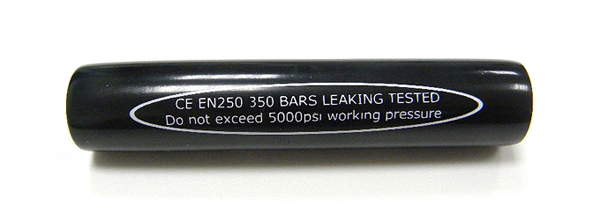 CE EN250 350 BARS LEAKING TESTED
Do not exceed 5000psi working pressure